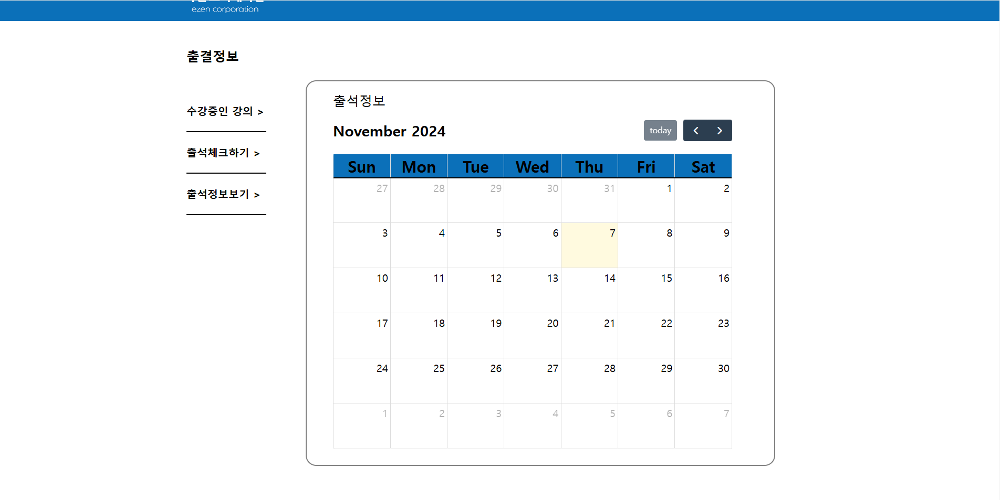 ezen corporation
출결정보
수강중인 강의 >
출석체크하기 >
출석정보보기 >
출석정보
November 2024
today
Sun Mon Tue Wed Thu Fri Sat
27 28 29 30 31 1 2
3 4 5 6 7 8 9
10 11 12 13 14 15 16
17 18 19 20 21 22 23
24 25 26 27 28 29 30
1 2 3 4 5 6 7